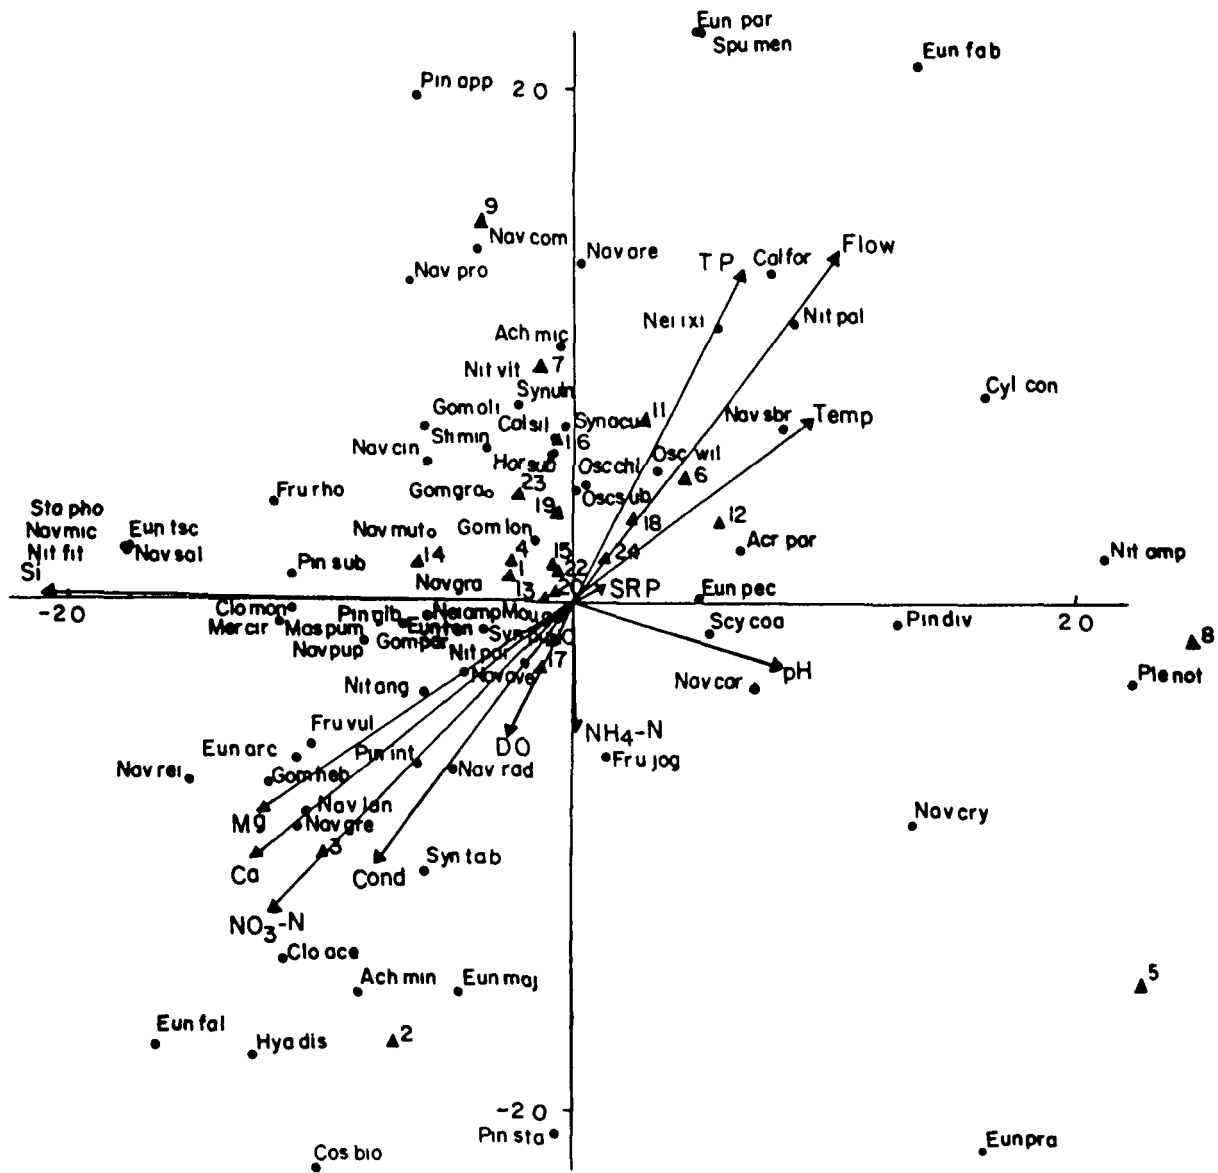 Eun par
Spu men
Eun fab
Pin app
2 0
9
Nav com
Nav are
Nav pro
T P
Cal for
Flow
Nei ixi
Nit pal
Ach mic
Nit vit
7
Syn uln
Cyl con
Gom oli
Cal sil
Syn acu
11
Nav sbr
Temp
Sti min
16
Nav cin
Hor sub
Osc chl
Osc wil
6
Fru rho
Gom gra
23
Osc sub
19
Sta pho
Nav mic
Nit fit
Eun tsc
Nav sal
Nav mut
Gom lon
18
12
Acr par
Si
Pin sub
14
4
15
24
Nit amp
Nav gra
1
22
13
20
SRP
Eun pec
-2 0
2 0
Clo mon
Mer cir
Mas pum
Pin gib
Nei amp
Mou
Eun ten
Scy coa
Pin div
8
Nav pup
Gom par
Nit par
17
pH
Nit ang
Nav ave
Nav car
Ple not
Fru vul
DO
NH4-N
Eun arc
Pin int
Fru jog
Nav rei
Gom heb
Nav rad
Mg
Nav lan
Nav gre
Nav cry
3
Ca
Cond
Syn tab
NO3-N
Clo ace
Ach min
Eun maj
5
Eun fal
Hya dis
2
-2 0
Pin sta
Eun pra
Cos bio